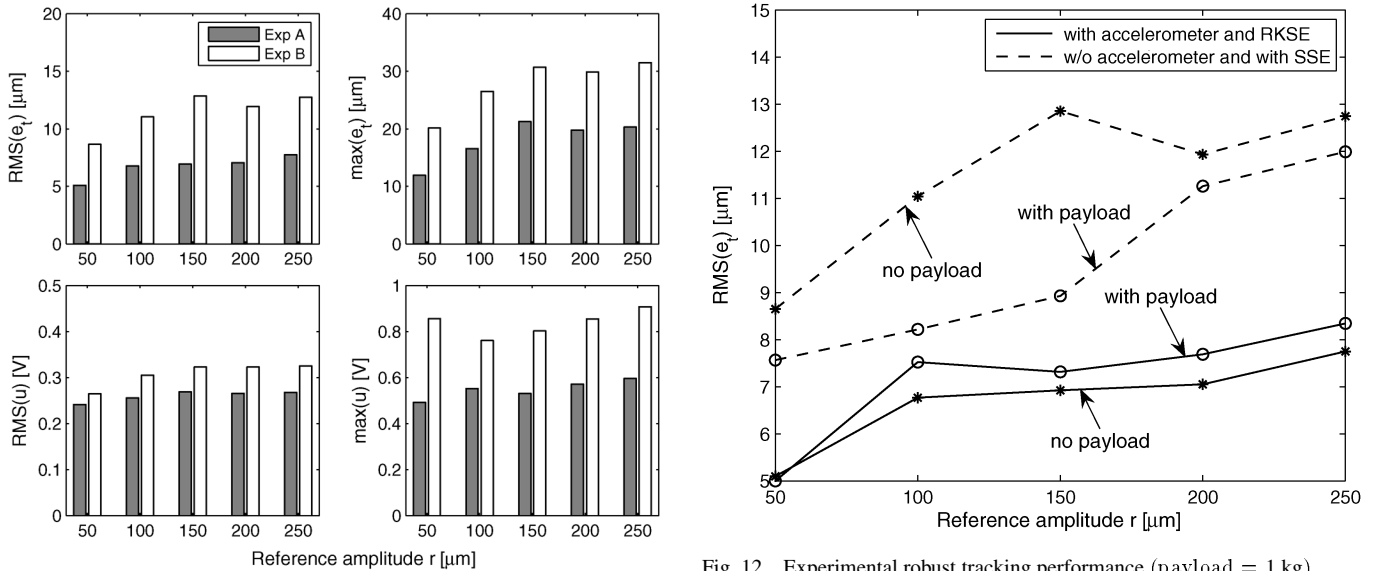 RMS(et) [μm]
20
15
10
5
0
Exp A
Exp B
50 100 150 200 250
max(et) [μm]
40
30
20
10
0
50 100 150 200 250
RMS(u) [V]
0.5
0.4
0.3
0.2
0.1
0
50 100 150 200 250
max(u) [V]
1
0.8
0.6
0.4
0.2
0
50 100 150 200 250
Reference amplitude r [μm]
RMS(et) [μm]
15
14
13
12
11
10
9
8
7
6
5
with accelerometer and RKSE
w/o accelerometer and with SSE
with payload
no payload
with payload
no payload
50 100 150 200 250
Reference amplitude r [μm]
Fig. 12. Experimental robust tracking performance (payload = 1 kg)